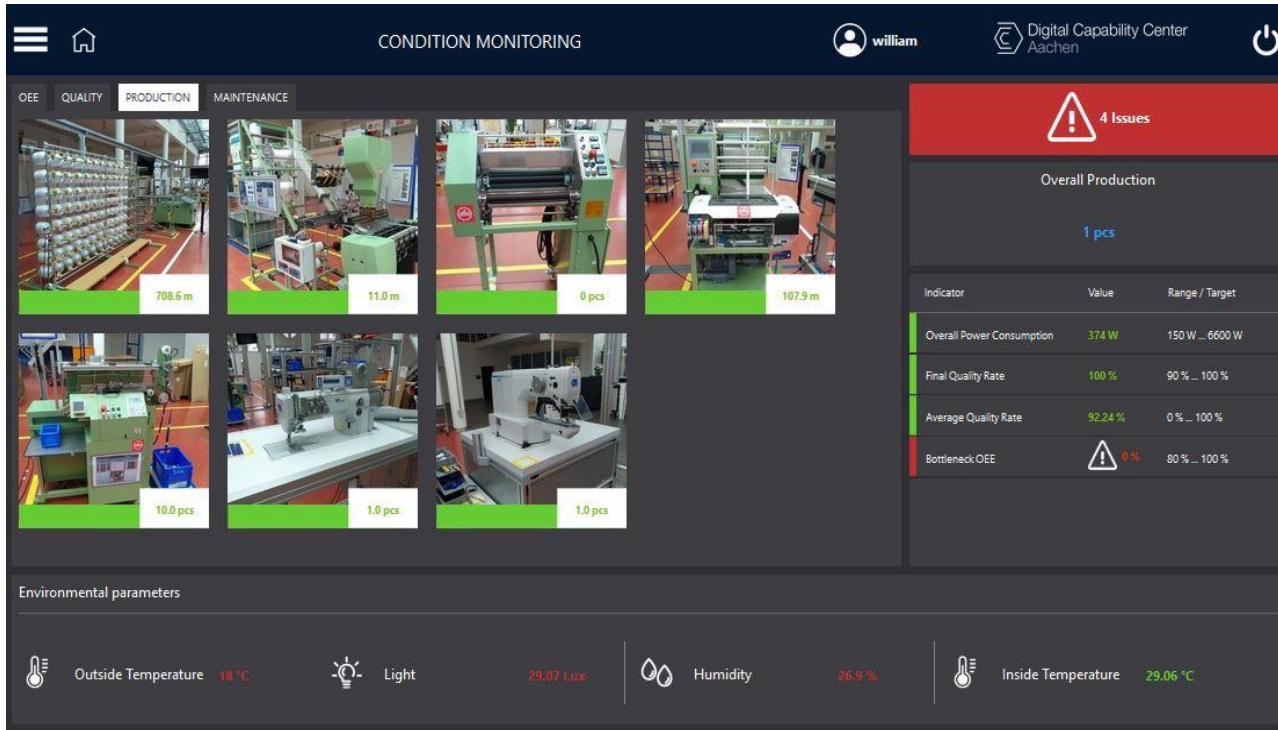 CONDITION MONITORING
william
Digital Capability Center
Aachen
OEE QUALITY PRODUCTION MAINTENANCE
4 Issues
Overall Production
1 pcs
708.6 m
11.0 m
0 pcs
107.9 m
10.0 pcs
1.0 pcs
1.0 pcs
Indicator Value Range / Target
Overall Power Consumption 374 W 150 W ... 6600 W
Final Quality Rate 100 % 90 % ... 100 %
Average Quality Rate 92.24 % 0 % ... 100 %
Bottleneck OEE 0 % 80 % ... 100 %
Environmental parameters
Outside Temperature 18 °C
Light 29.07 Lux
Humidity 26.9 %
Inside Temperature 29.06 °C